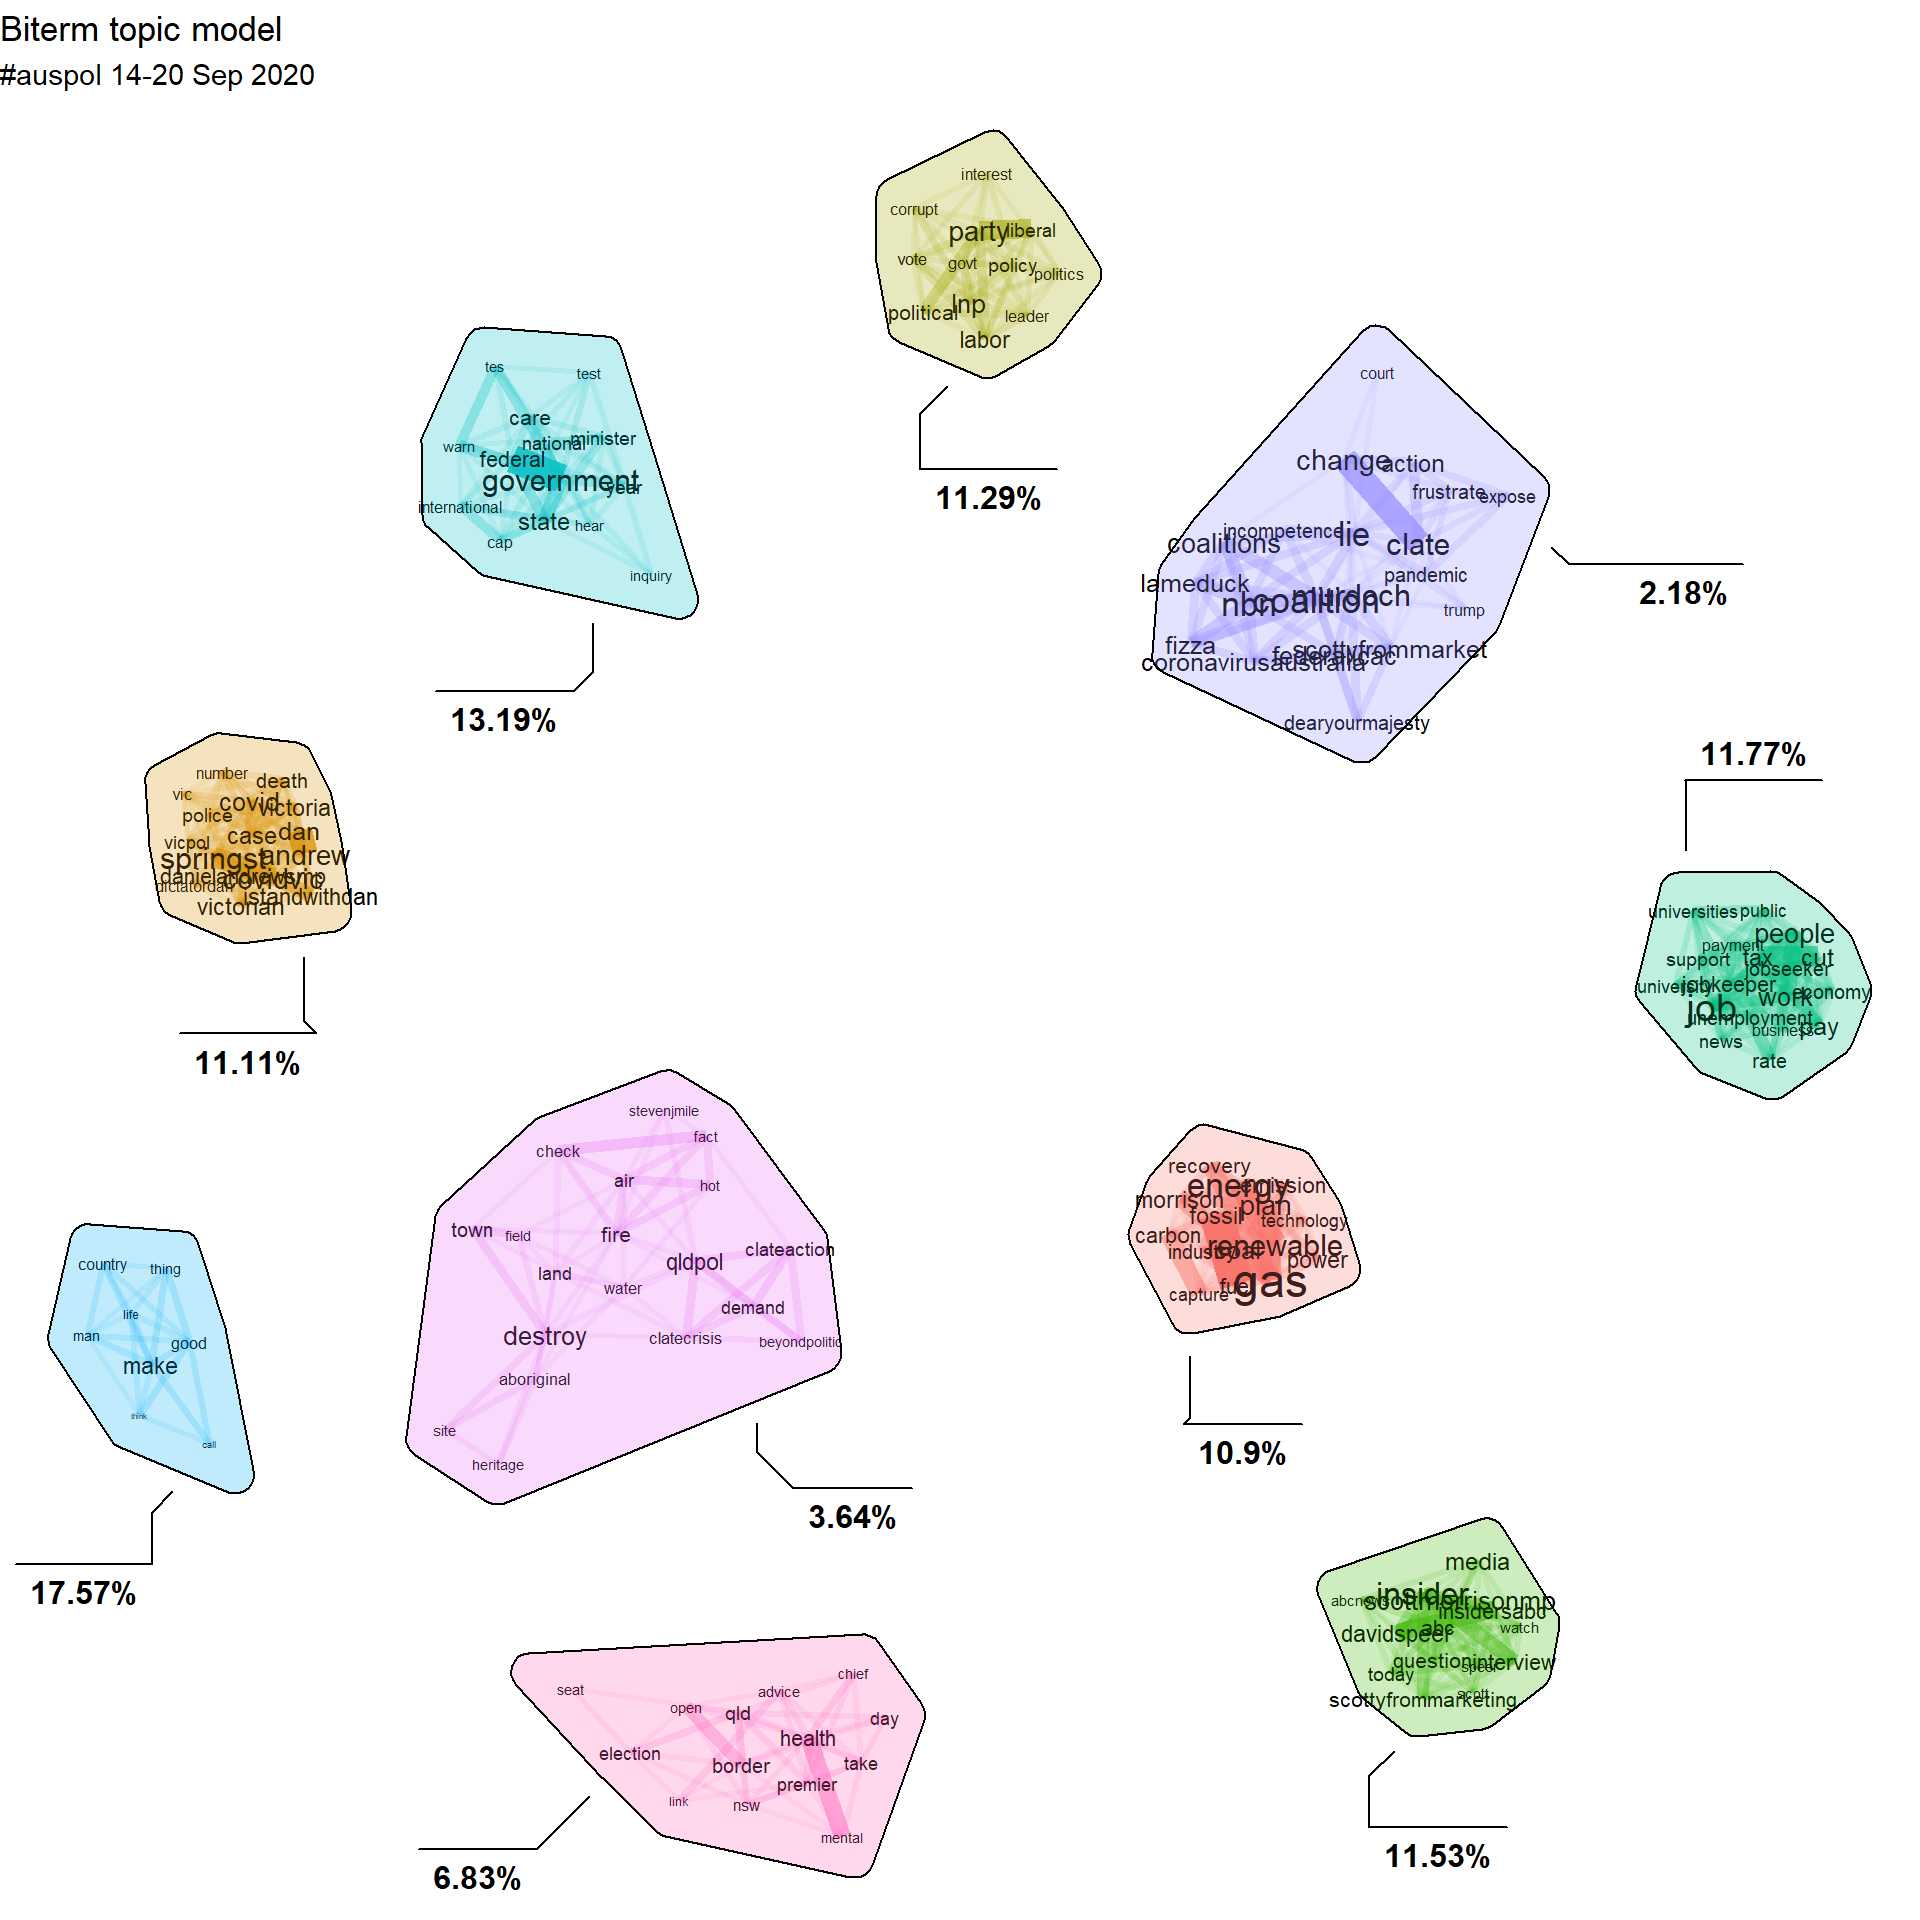 Biterm topic model
#auspol 14-20 Sep 2020
interest
corrupt
party
liberal
vote
govt
policy
politics
political
lnp
leader
labor
11.29%
tes
test
care
national
minister
warn
federal
government
year
international
state
hear
cap
inquiry
13.19%
court
change
action
frustrate
expose
incompetence
lie
coalitions
clate
pandemic
lameduck
nbn
coalition
murdoch
trump
fizza
scottyfrommarket
coronavirusaustralia
federalicac
dearyourmajesty
2.18%
number
death
vic
covid
victoria
police
case
dan
vicpol
springst
andrew
danielandrewsmp
covidvic
dictatordan
istandwithdan
victorian
11.11%
11.77%
universities
public
people
payment
support
tax
cut
jobseeker
university
jobkeeper
work
economy
job
unemployment
business
pay
news
rate
stevenjmile
fact
check
air
hot
town
field
fire
clateaction
qldpol
land
water
demand
destroy
clatecrisis
beyondpolitic
aboriginal
site
heritage
3.64%
recovery
energy
emission
morrison
plan
fossil
technology
carbon
industry
coal
renewable
power
gas
fuel
capture
10.9%
country
thing
life
man
good
make
think
call
17.57%
media
insider
abcnews
scottmorrisonmp
insidersabc
abc
watch
davidspeer
question
interview
speer
today
scott
scottyfrommarketing
11.53%
chief
seat
advice
open
qld
day
health
election
border
take
premier
link
nsw
mental
6.83%